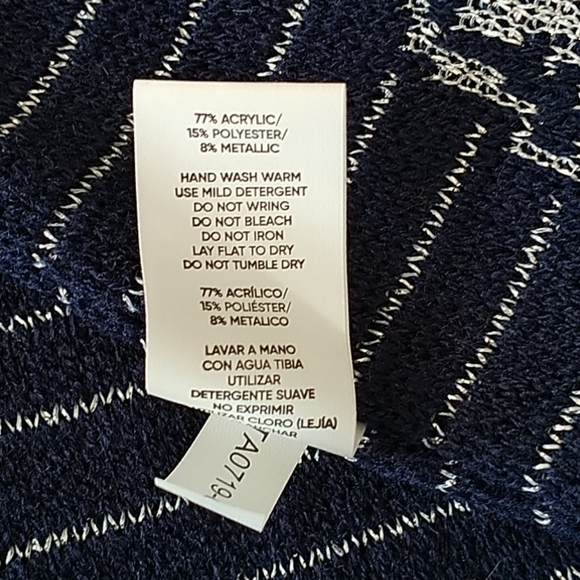 77% ACRYLIC/
15% POLYESTER/
8% METALLIC
HAND WASH WARM
USE MILD DETERGENT
DO NOT WRING
DO NOT BLEACH
DO NOT IRON
LAY FLAT TO DRY
DO NOT TUMBLE DRY
77% ACRÍLICO/
15% POLIÉSTER/
8% METALICO
LAVAR A MANO
CON AGUA TIBIA
UTILIZAR
DETERGENTE SUAVE
NO EXPRIMIR
CLORO (LEJÍA)
TA0719-